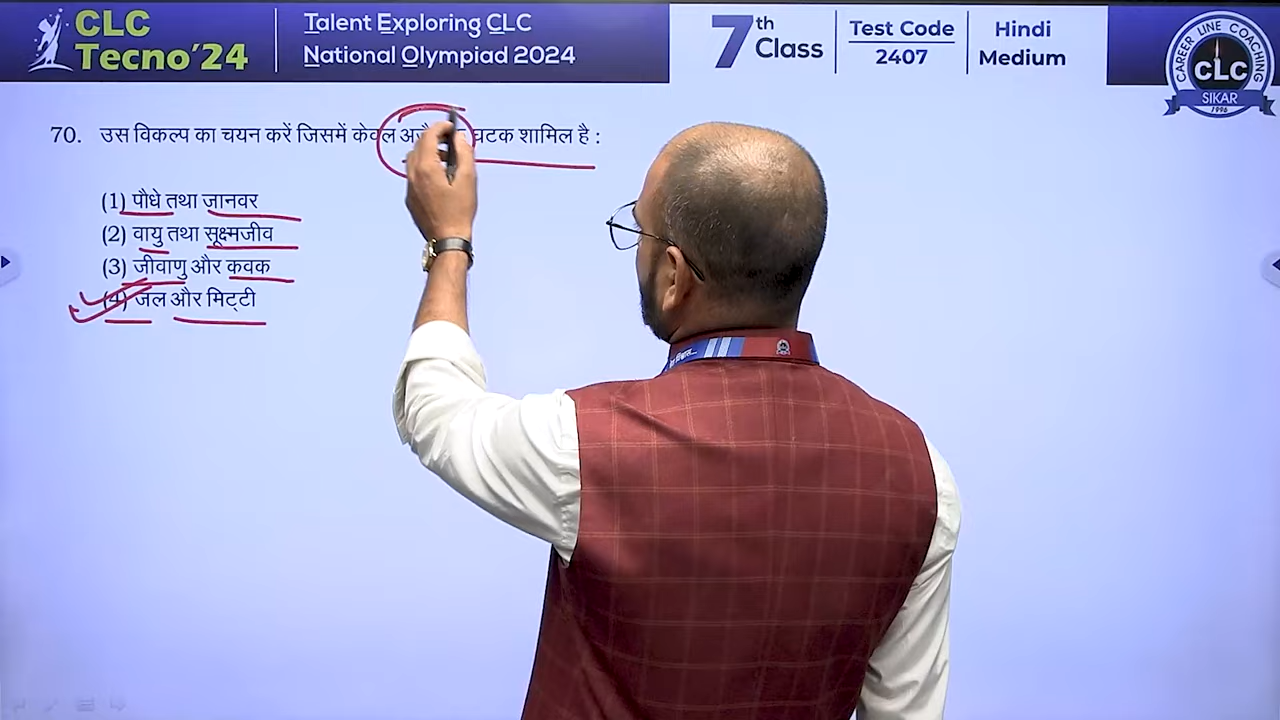 CLC
Tecno'24
Talent Exploring CLC
National Olympiad 2024
7th Class
Test Code
2407
Hindi
Medium
CAREER LINE COACHING
CLC
SIKAR
1996
70. उस विकल्प का चयन करें जिसमें केवल घटक शामिल है :
(1) पौधे तथा जानवर
(2) वायु तथा सूक्ष्मजीव
(3) जीवाणु और कवक
(4) जल और मिट्टी